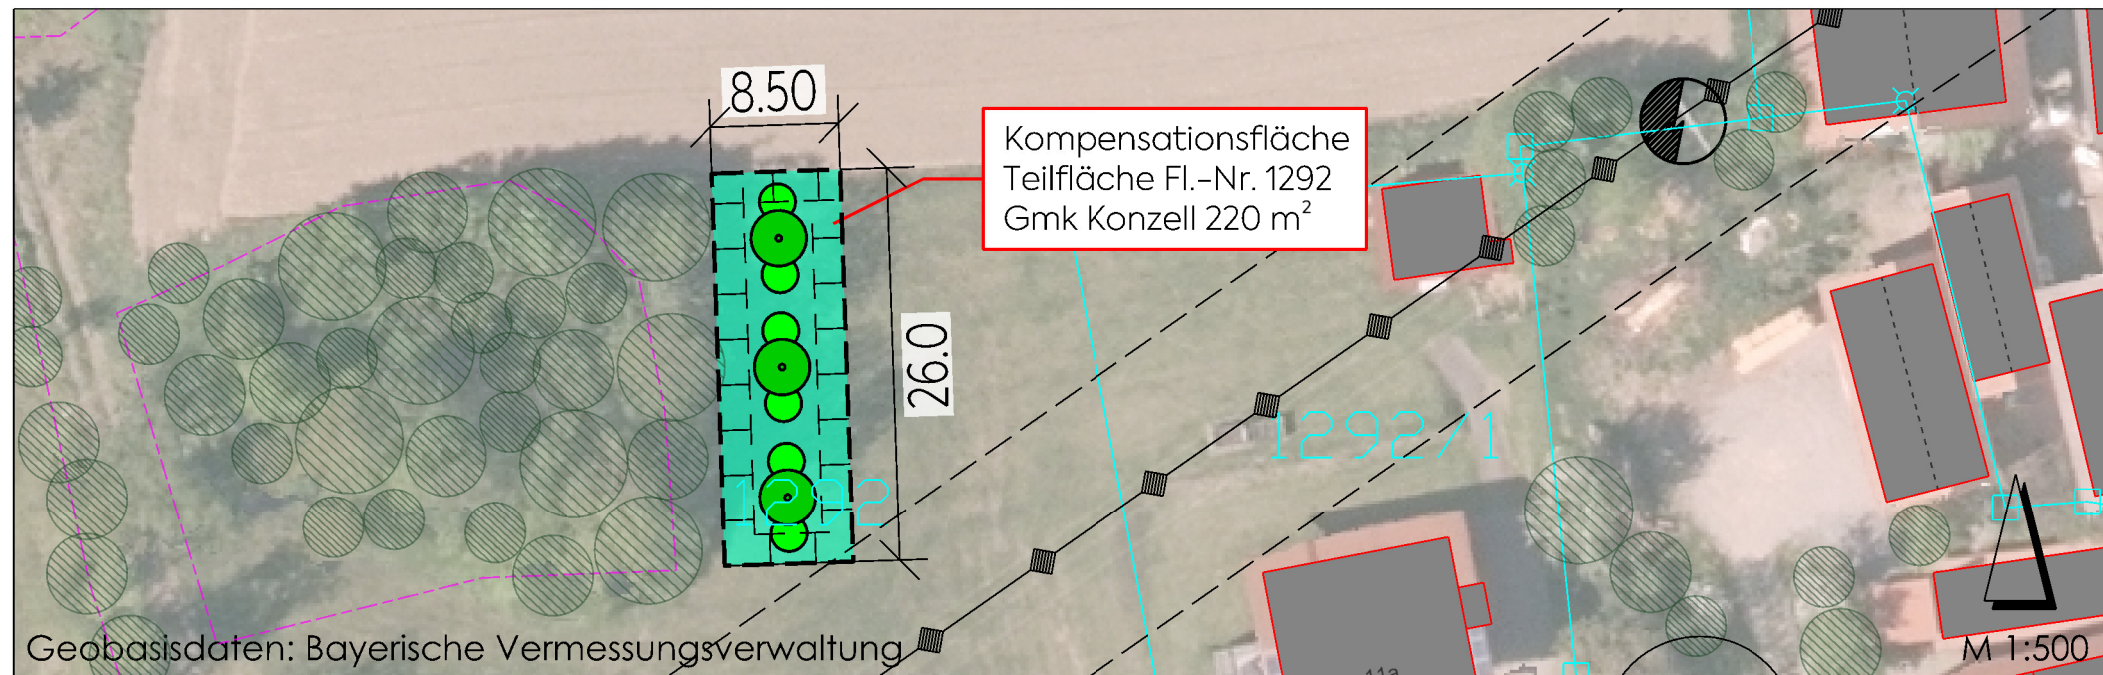 8.50
Kompensationsfläche
Teilfläche Fl.-Nr. 1292
Gmk Konzell 220 m²
26.0
1292/1
1292
11a
Geobasisdaten: Bayerische Vermessungsverwaltung
M 1:500